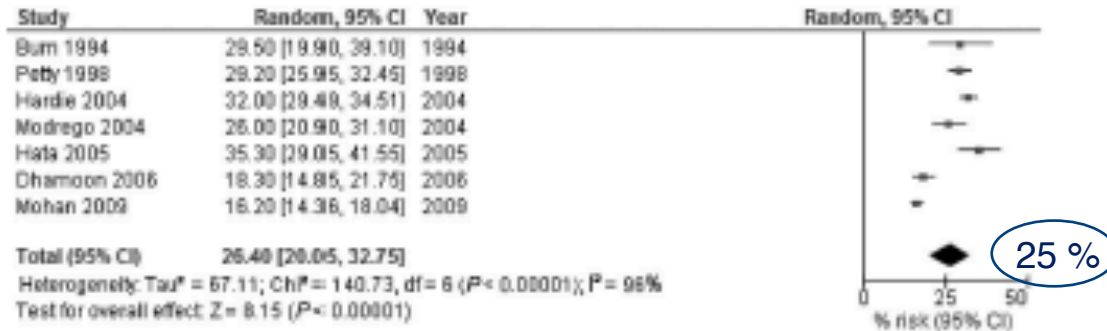 Study Random, 95% CI Year Random, 95% CI
Burn 1994 29.50 [19.90, 39.10] 1994
Petty 1998 29.20 [25.95, 32.45] 1998
Hardie 2004 32.00 [29.49, 34.51] 2004
Modrego 2004 26.00 [20.90, 31.10] 2004
Hata 2005 35.30 [29.05, 41.55] 2005
Dhamoon 2006 18.30 [14.85, 21.75] 2006
Mohan 2009 16.20 [14.36, 18.04] 2009
Total (95% CI) 26.40 [20.05, 32.75] 25 %
Heterogeneity: Tau² = 67.11; Chi² = 140.73, df = 6 (P < 0.00001); I² = 96%
Test for overall effect: Z = 8.15 (P < 0.00001)
0 25 50
% risk (95% CI)